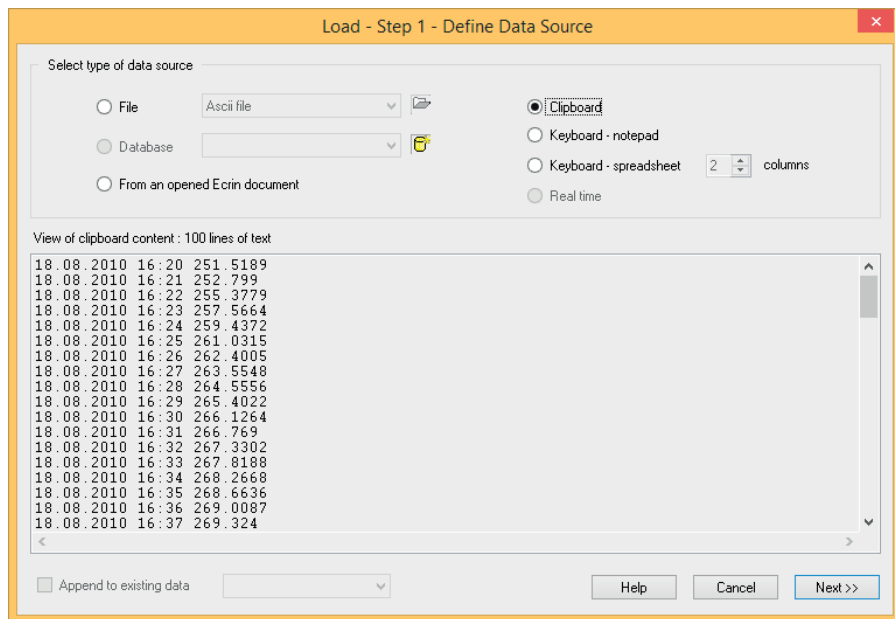 Load - Step 1 - Define Data Source
Select type of data source
File
Ascii file
Database
From an opened Ecrin document
Clipboard
Keyboard - notepad
Keyboard - spreadsheet 2 columns
Real time
View of clipboard content : 100 lines of text
18.08.2010 16:20 251.5189
18.08.2010 16:21 252.799
18.08.2010 16:22 255.3779
18.08.2010 16:23 257.5664
18.08.2010 16:24 259.4372
18.08.2010 16:25 261.0315
18.08.2010 16:26 262.4005
18.08.2010 16:27 263.5548
18.08.2010 16:28 264.5556
18.08.2010 16:29 265.4022
18.08.2010 16:30 266.1264
18.08.2010 16:31 266.769
18.08.2010 16:32 267.3302
18.08.2010 16:33 267.8188
18.08.2010 16:34 268.2668
18.08.2010 16:35 268.6636
18.08.2010 16:36 269.0087
18.08.2010 16:37 269.324
Append to existing data
Help Cancel Next >>